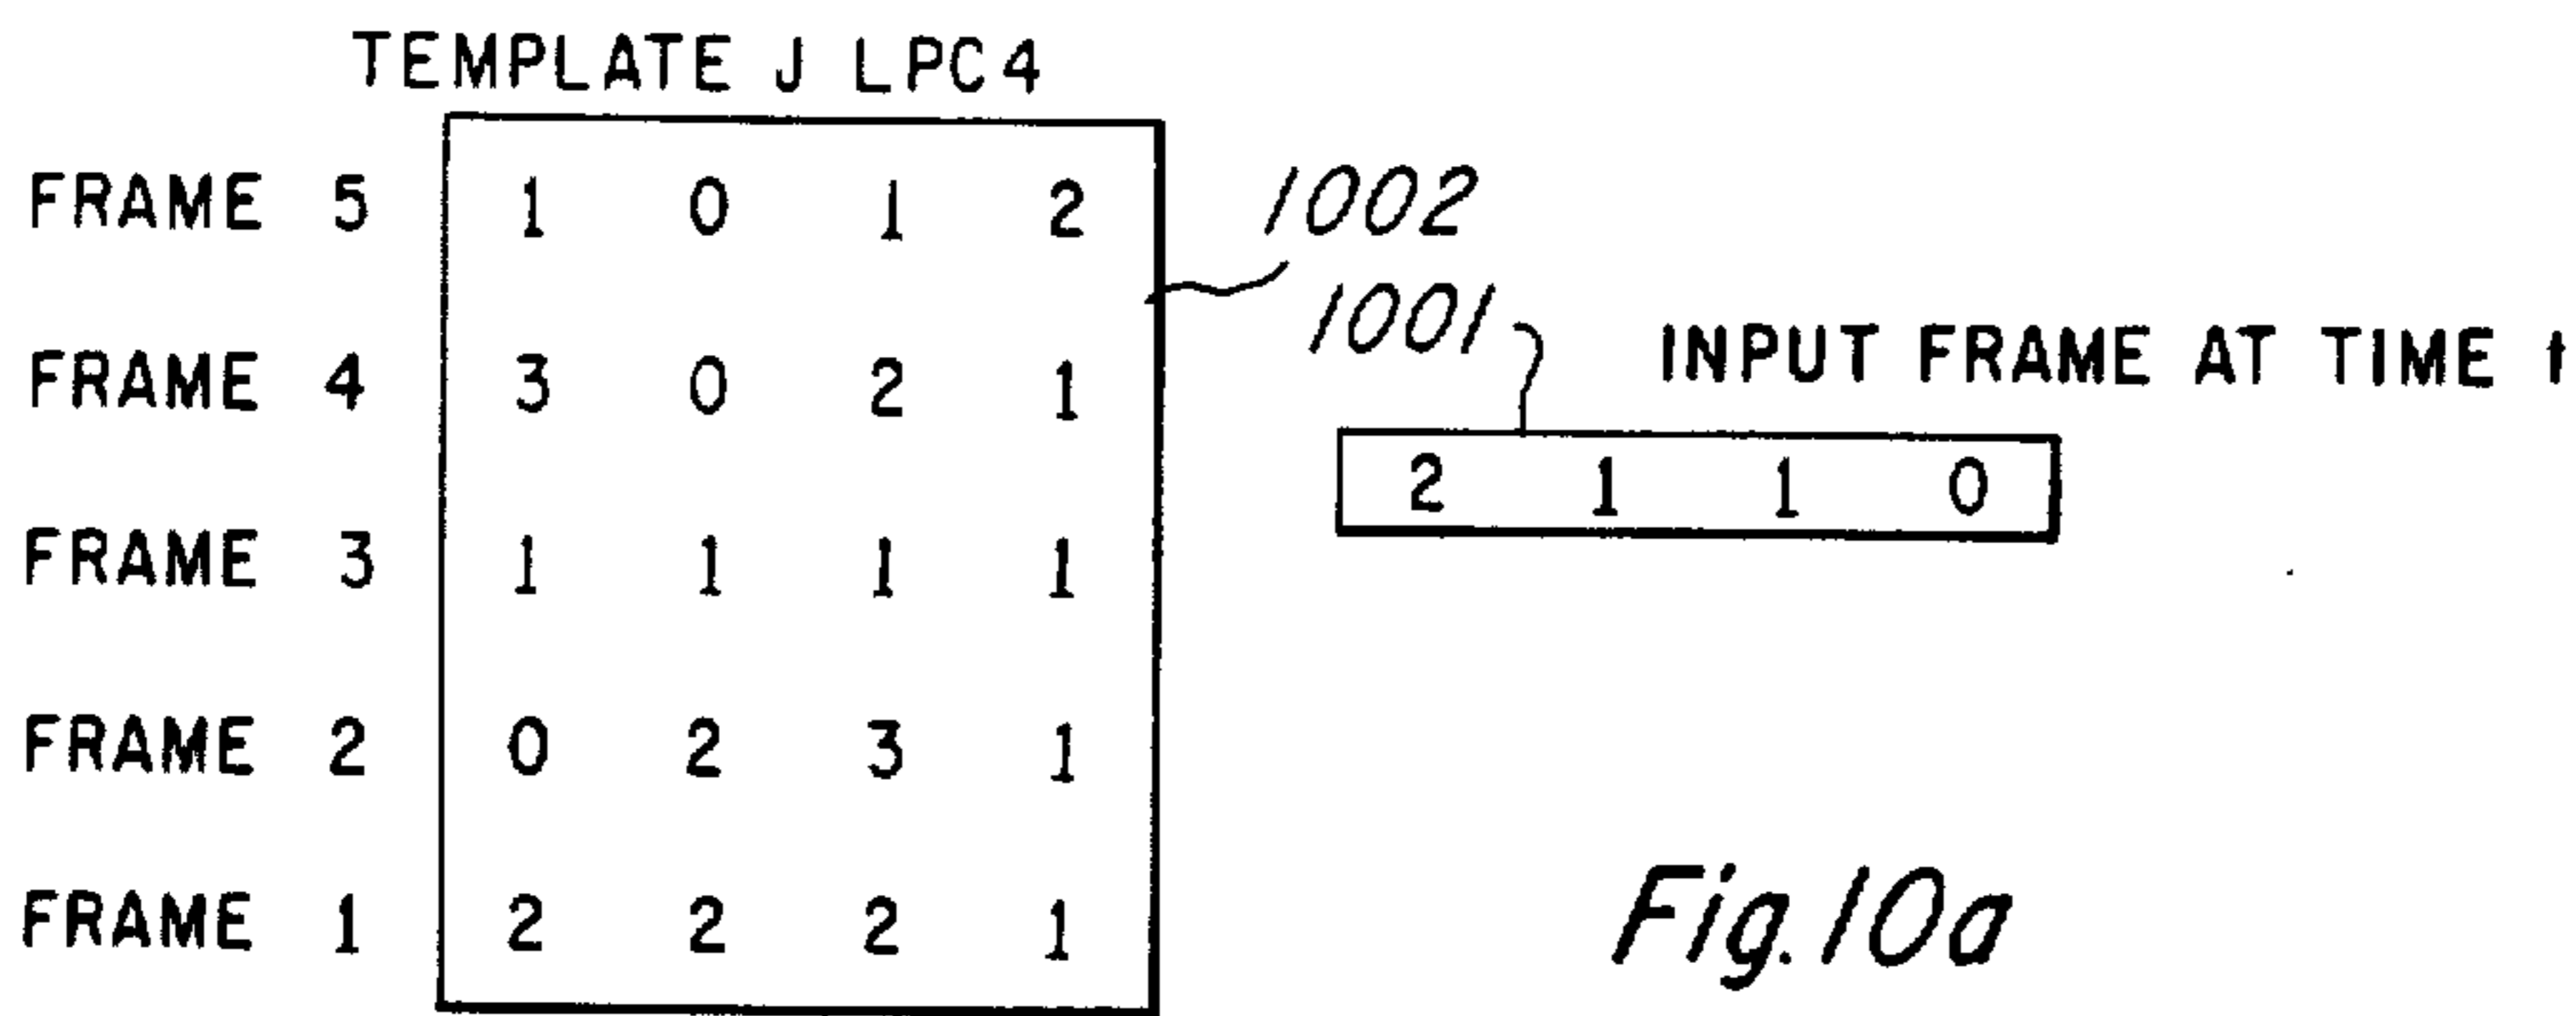 TEMPLATE J LPC4
FRAME 5 1 0 1 2
1002
FRAME 4 3 0 2 1
1001
INPUT FRAME AT TIME t
2 1 1 0
FRAME 3 1 1 1 1
FRAME 2 0 2 3 1
FRAME 1 2 2 2 1
Fig. 10a